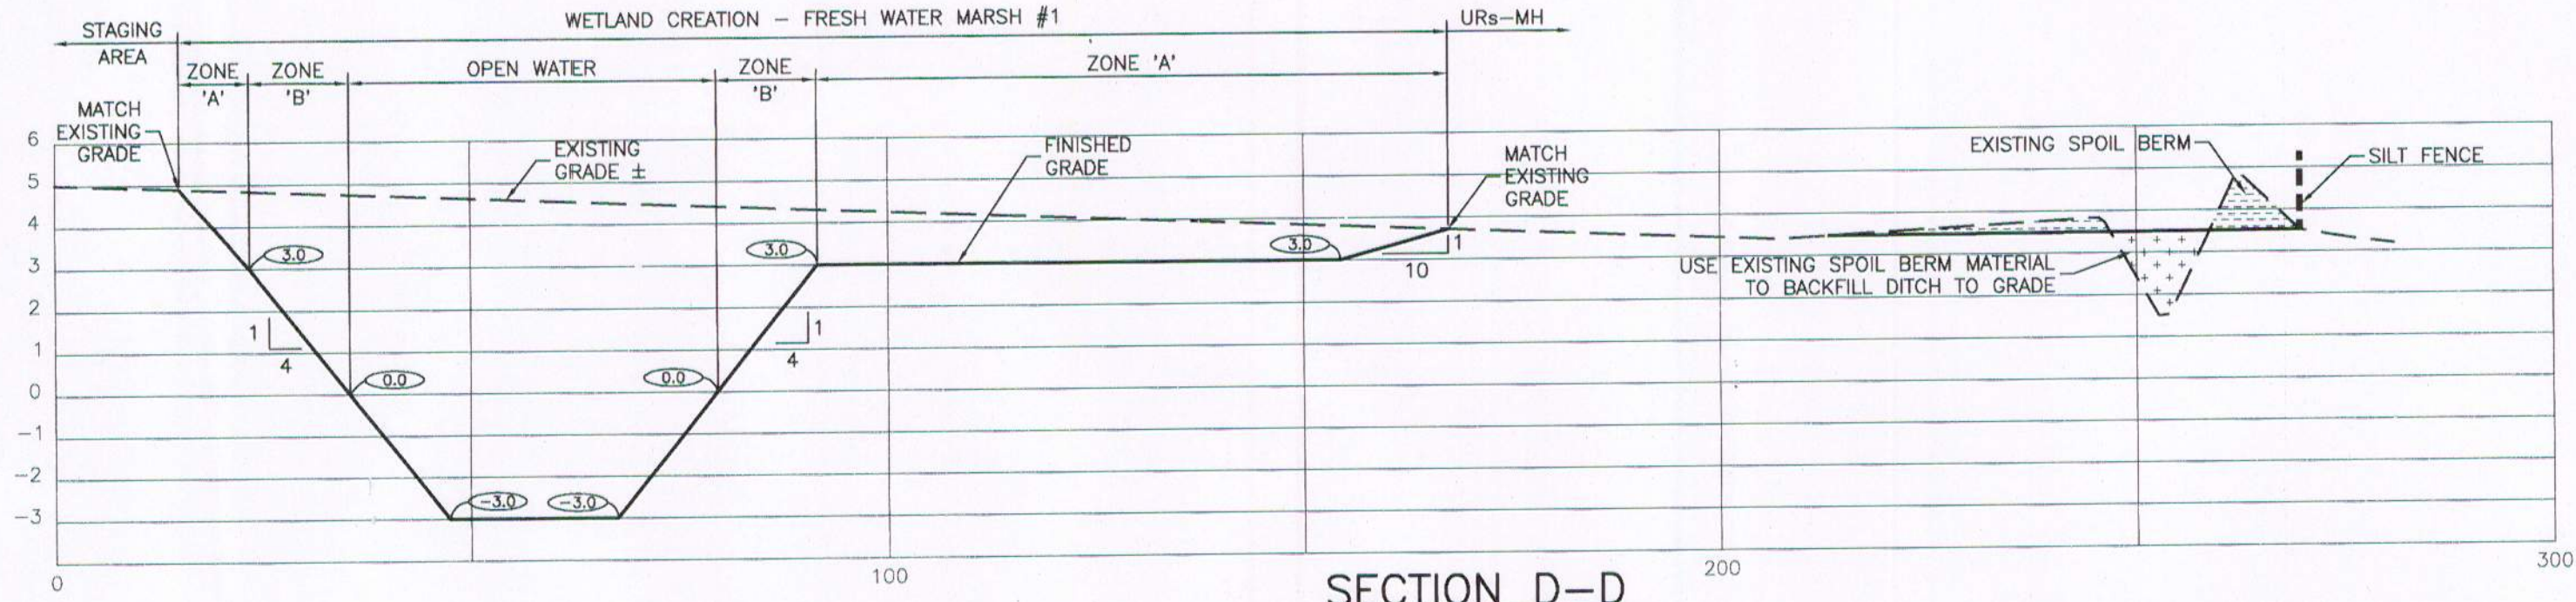 WETLAND CREATION – FRESH WATER MARSH #1
URs–MH
STAGING
AREA
ZONE
'A'
ZONE
'B'
OPEN WATER
ZONE
'B'
ZONE 'A'
MATCH
EXISTING
GRADE
EXISTING
GRADE ±
FINISHED
GRADE
MATCH
EXISTING
GRADE
EXISTING SPOIL BERM
SILT FENCE
6
5
4
3
2
1
0
–1
–2
–3
3.0
3.0
3.0
1
10
USE EXISTING SPOIL BERM MATERIAL
TO BACKFILL DITCH TO GRADE
1
4
1
4
0.0
0.0
–3.0
–3.0
0
100
200
300
SECTION D–D